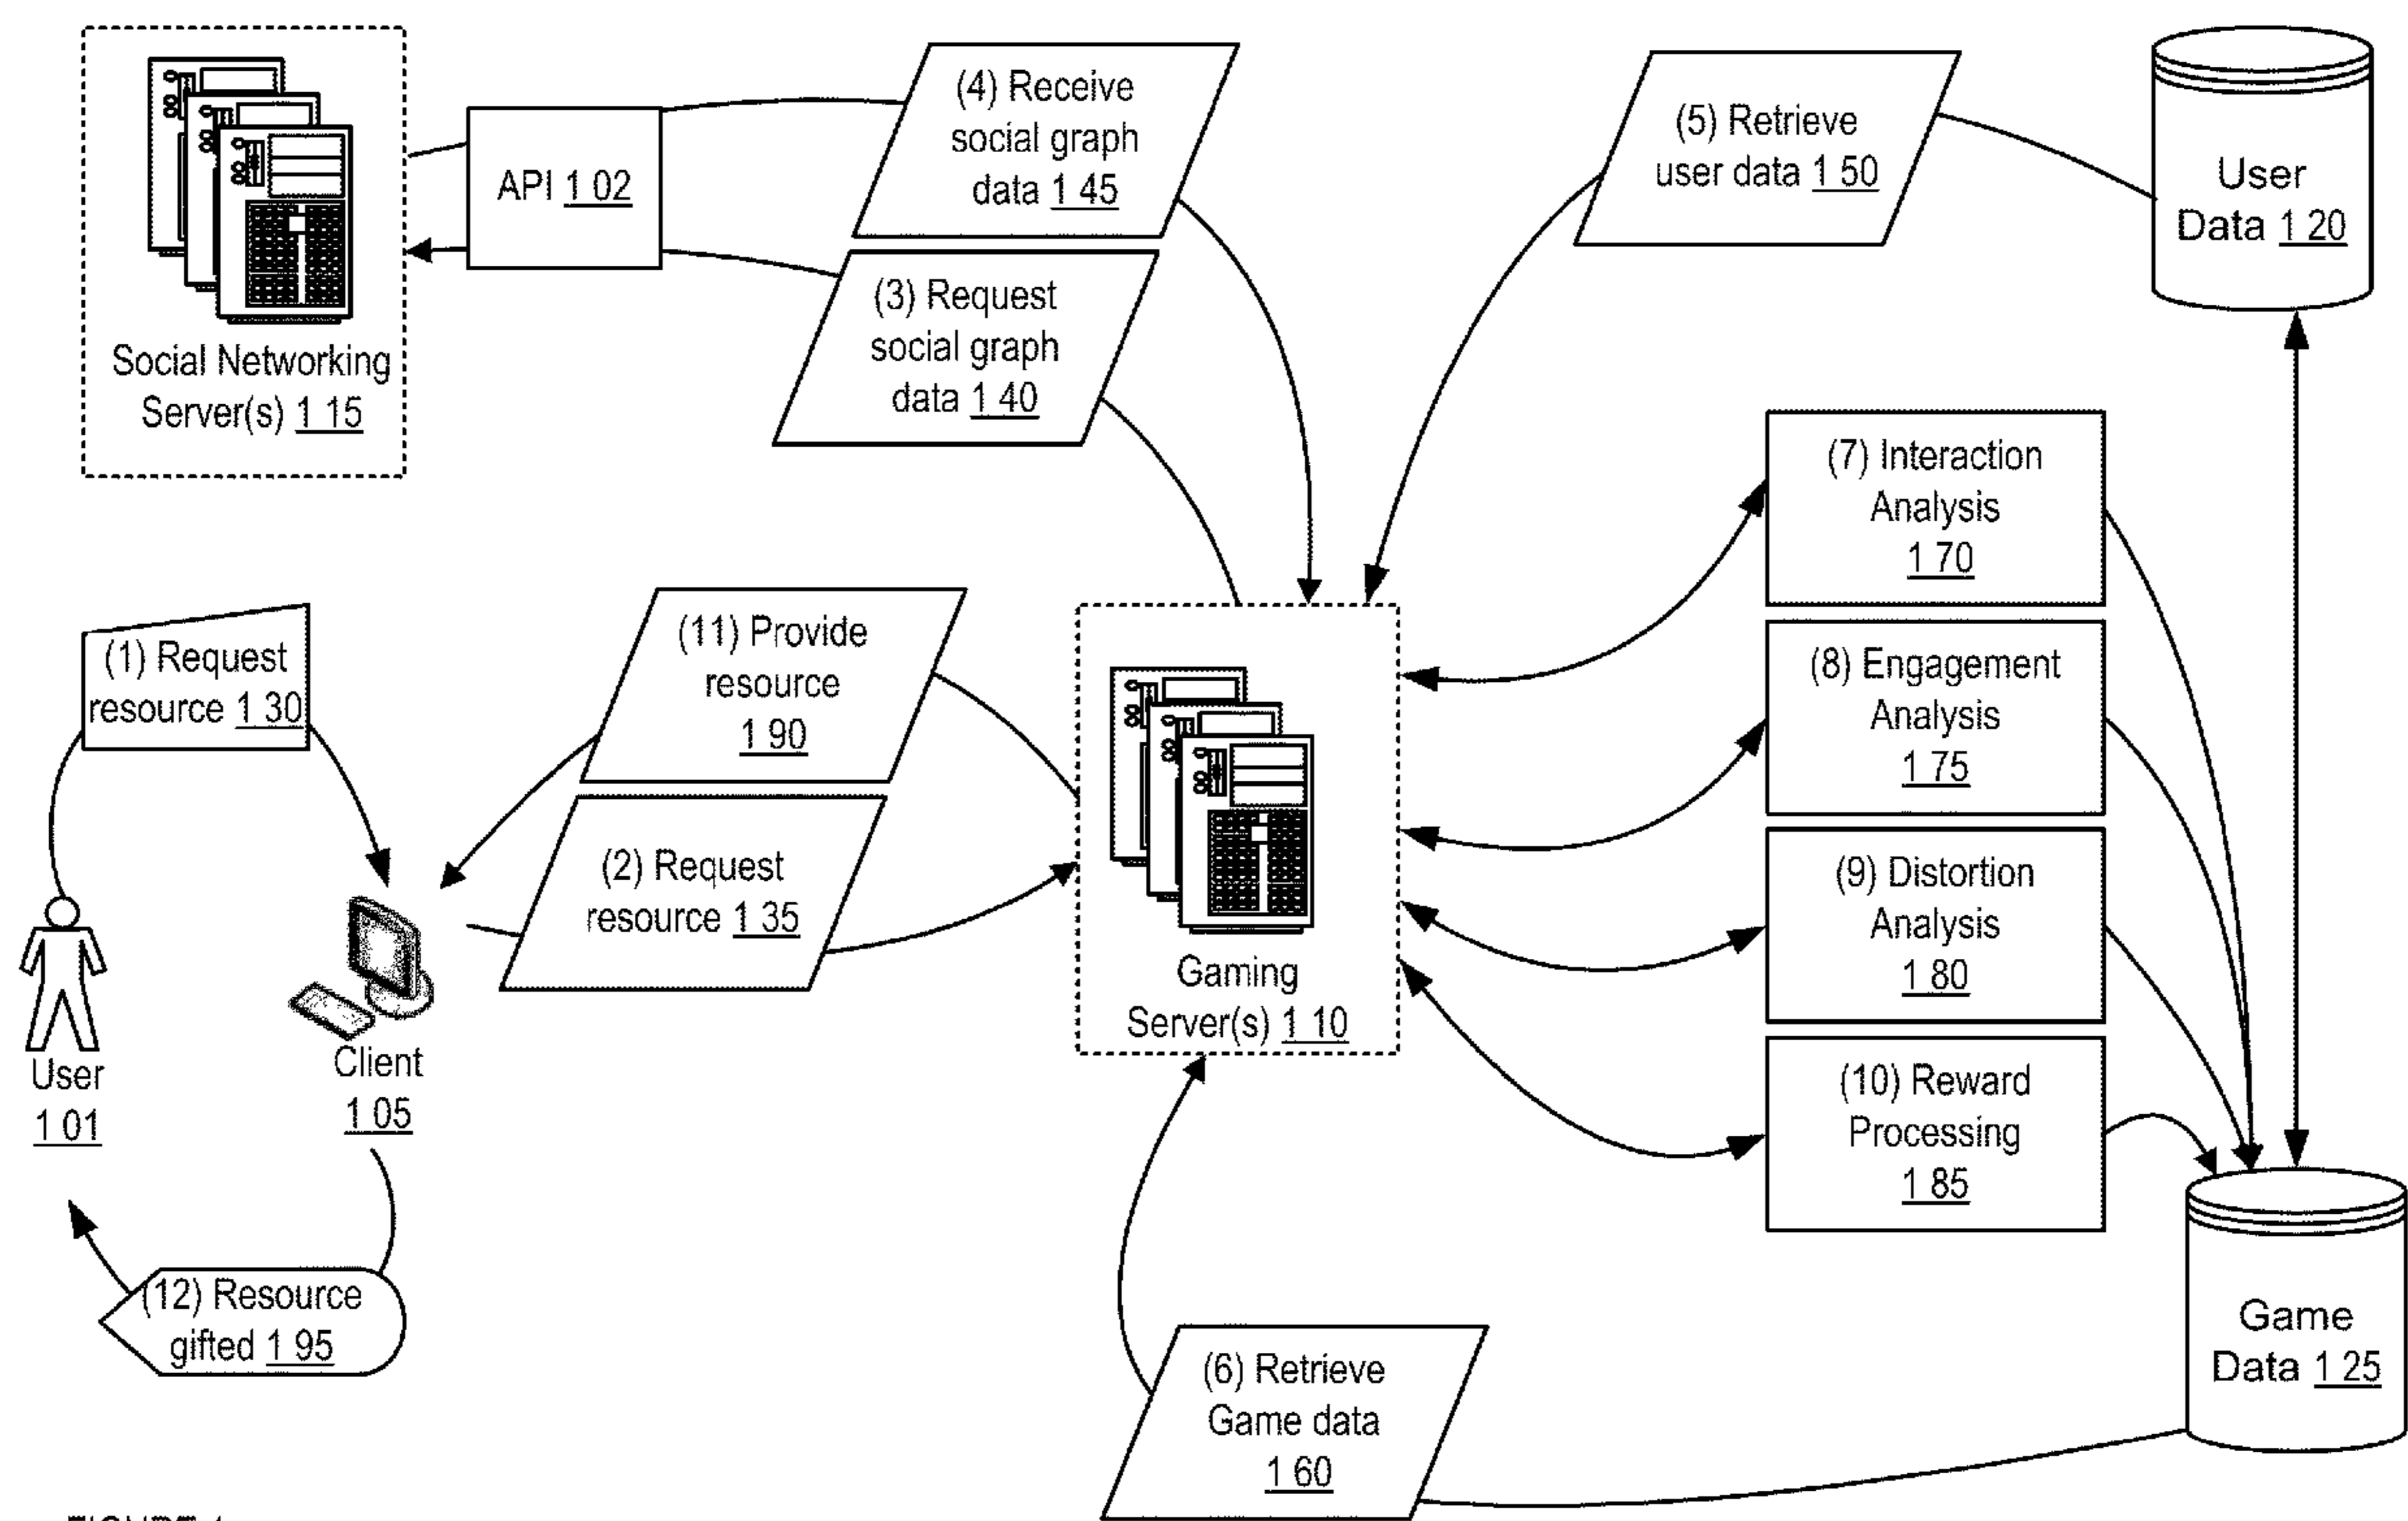 (4) Receive
social graph
data 1 45
(5) Retrieve
user data 1 50
User
Data 1 20
API 1 02
(3) Request
social graph
data 1 40
Social Networking
Server(s) 1 15
(7) Interaction
Analysis
1 70
(1) Request
resource 1 30
(11) Provide
resource
1 90
(8) Engagement
Analysis
1 75
(2) Request
resource 1 35
(9) Distortion
Analysis
1 80
Gaming
Server(s) 1 10
User
1 01
Client
1 05
(10) Reward
Processing
1 85
(12) Resource
gifted 1 95
(6) Retrieve
Game data
1 60
Game
Data 1 25
FIGURE 1